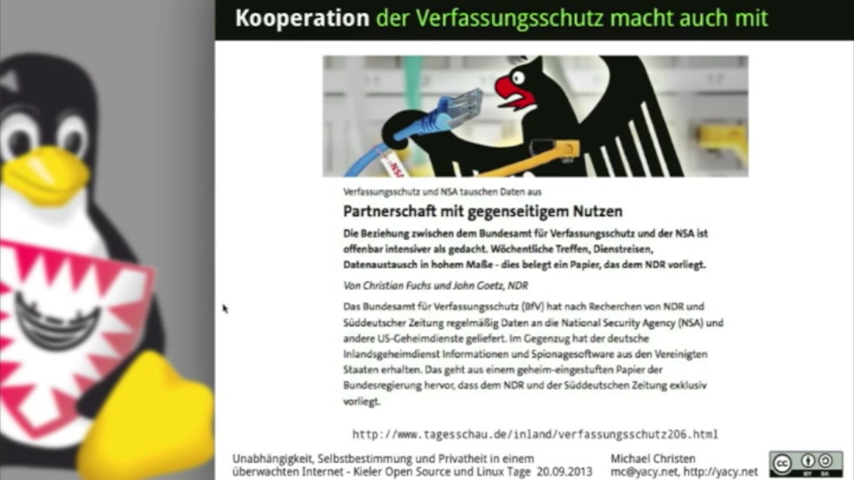 Kooperation der Verfassungsschutz macht auch mit
NSA
Verfassungsschutz und NSA tauschen Daten aus
Partnerschaft mit gegenseitigem Nutzen
Die Beziehung zwischen dem Bundesamt für Verfassungsschutz und der NSA ist
offenbar intensiver als gedacht. Wöchentliche Treffen, Dienstreisen,
Datenaustausch in hohem Maße - dies belegt ein Papier, das dem NDR vorliegt.
Von Christian Fuchs und John Goetz, NDR
Das Bundesamt für Verfassungsschutz (BfV) hat nach Recherchen von NDR und
Süddeutscher Zeitung regelmäßig Daten an die National Security Agency (NSA) und
andere US-Geheimdienste geliefert. Im Gegenzug hat der deutsche
Inlandsgeheimdienst Informationen und Spionagesoftware aus den Vereinigten
Staaten erhalten. Das geht aus einem geheim-eingestuften Papier der
Bundesregierung hervor, dass dem NDR und der Süddeutschen Zeitung exklusiv
vorliegt.
http://www.tagesschau.de/inland/verfassungsschutz206.html
Unabhängigkeit, Selbstbestimmung und Privatheit in einem
überwachten Internet - Kieler Open Source und Linux Tage 20.09.2013
Michael Christen
mc@yacy.net, http://yacy.net
cc
BY SA